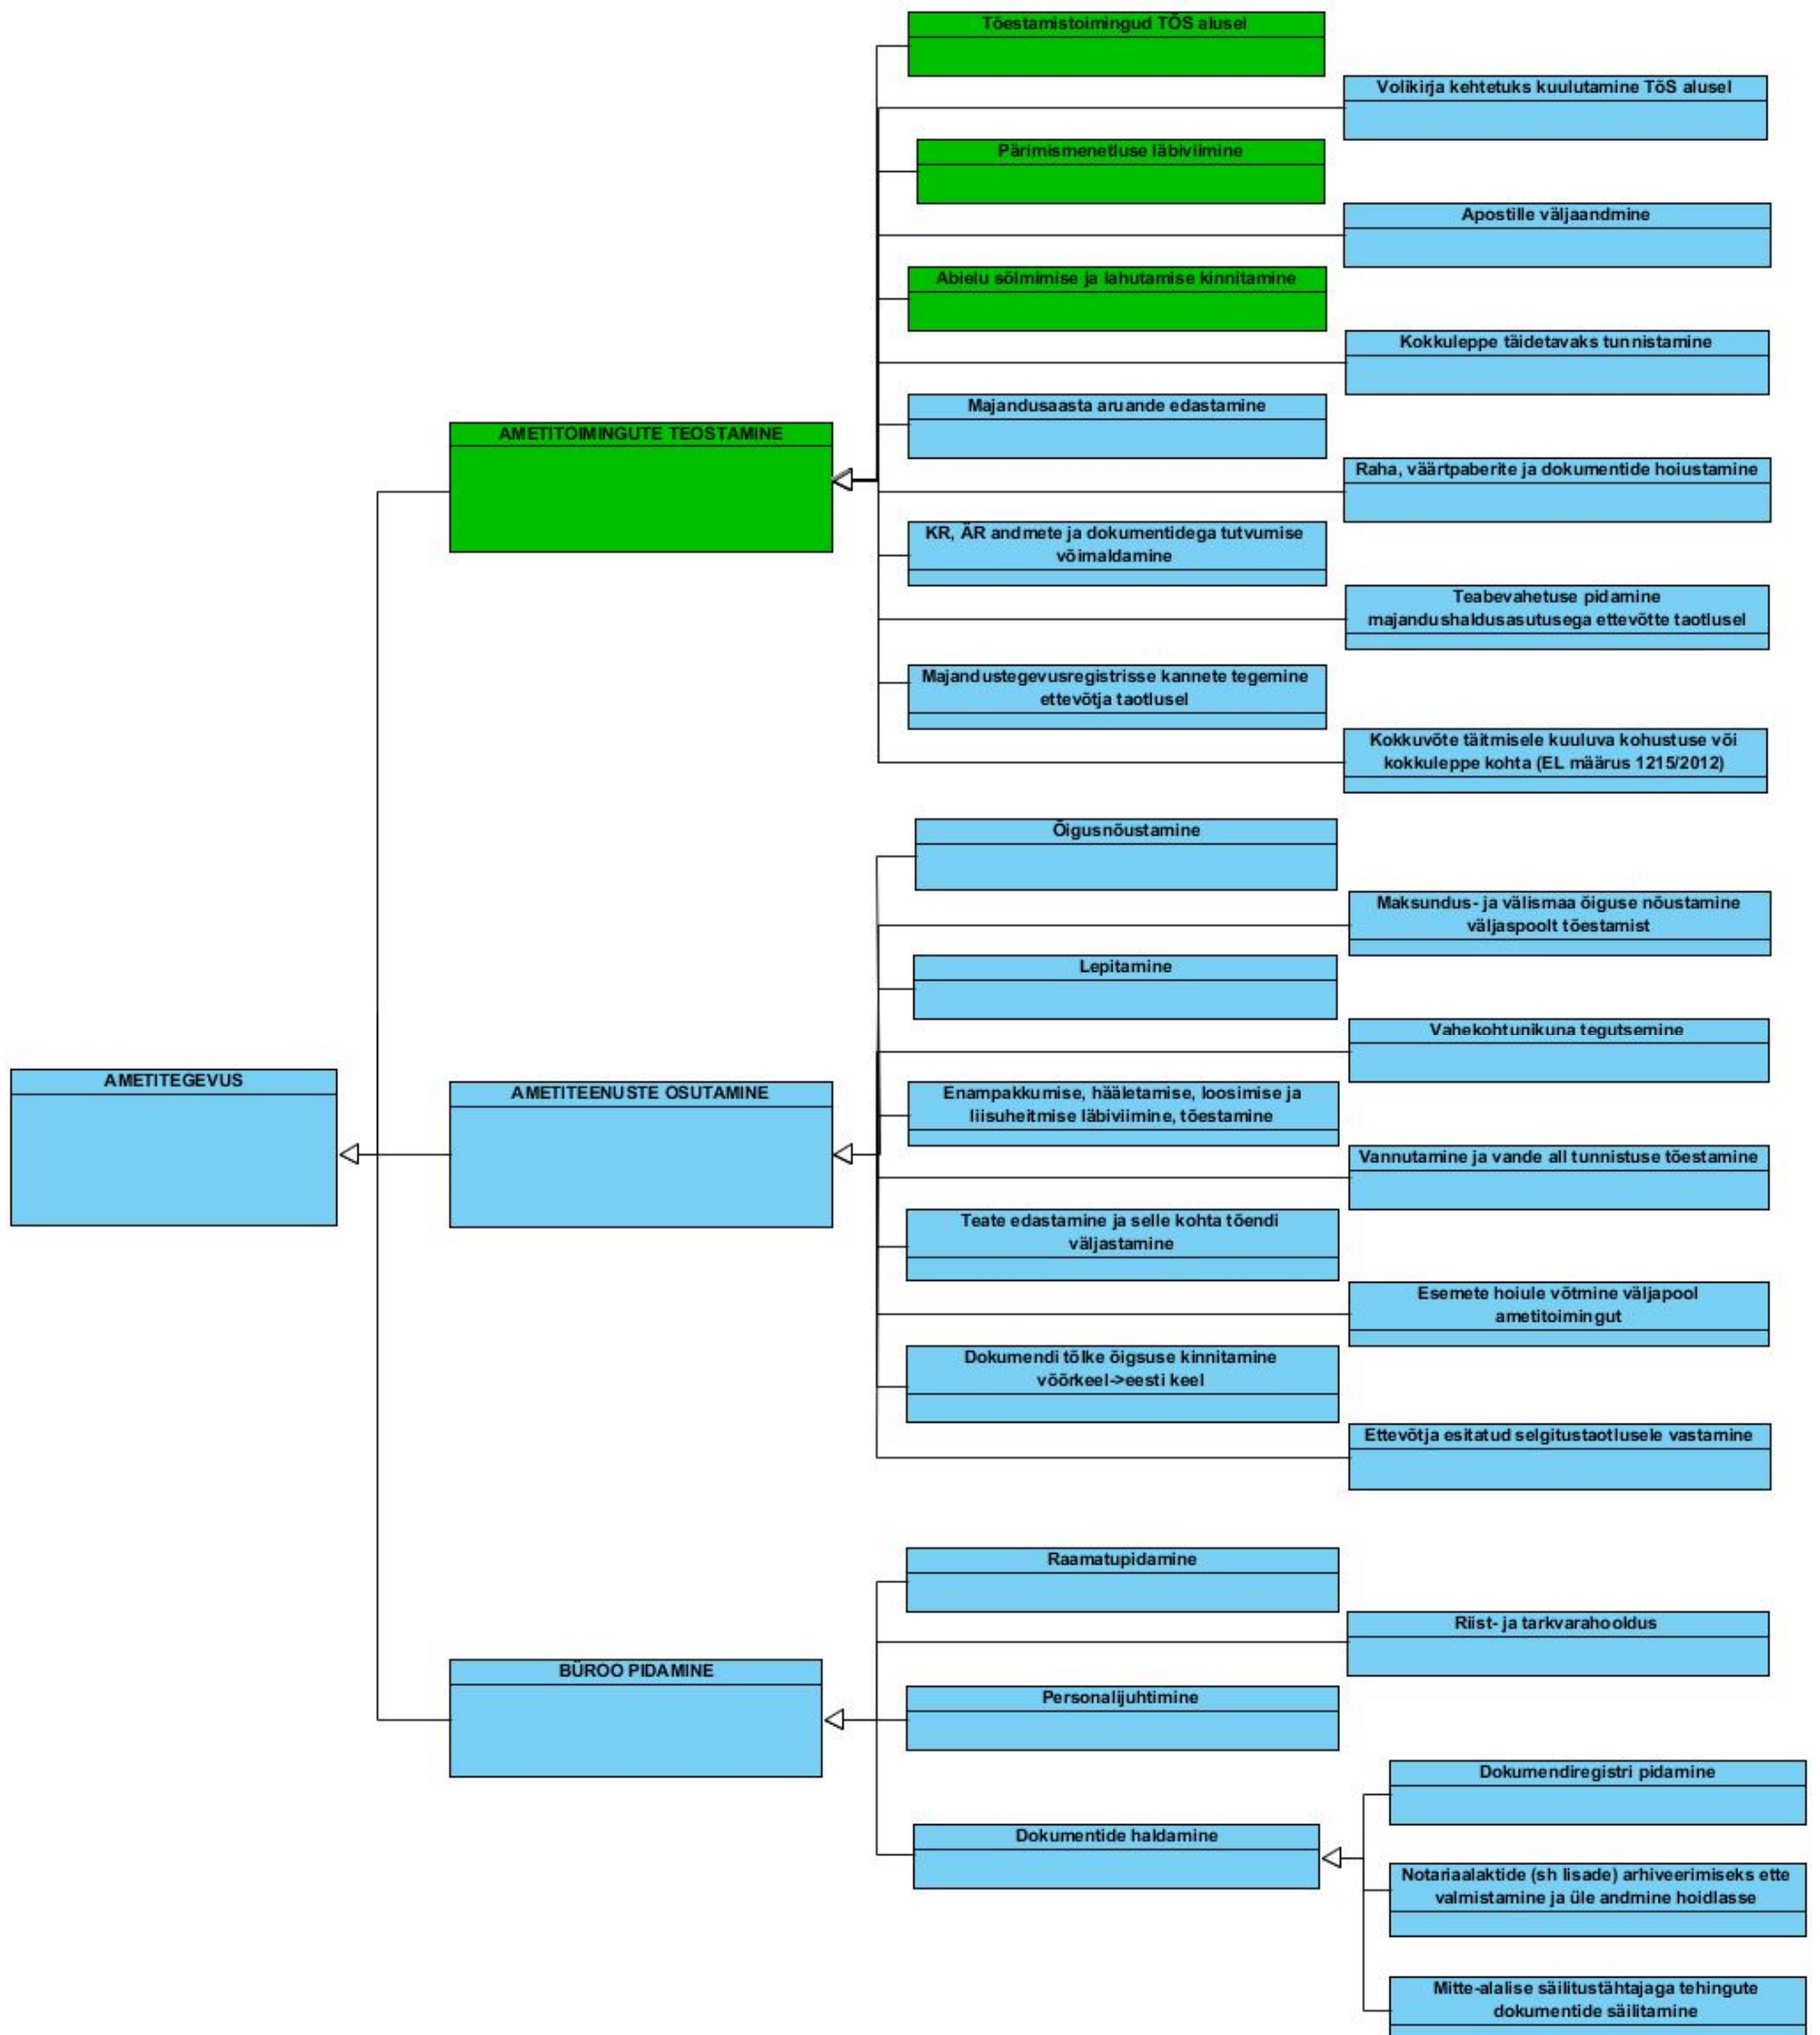 Tõestamistoimingud TÕS alusel
Volikirja kehtetuks kuulutamine TõS alusel
Pärimismenetluse läbiviimine
Apostille väljaandmine
Abielu sõlmimise ja lahutamise kinnitamine
Kokkuleppe täidetavaks tunnistamine
Majandusaasta aruande edastamine
AMETITOIMINGUTE TEOSTAMINE
Raha, väärtpaberite ja dokumentide hoiustamine
KR, ÄR andmete ja dokumentidega tutvumise
võimaldamine
Teabevahetuse pidamine
majandushaldusasutusega ettevõtte taotlusel
Majandustegevusregistrisse kannete tegemine
ettevõtja taotlusel
Kokkuvõte täitmisele kuuluva kohustuse või
kokkuleppe kohta (EL määrus 1215/2012)
Õigusnõustamine
Maksundus- ja välismaa õiguse nõustamine
väljaspoolt tõestamist
Lepitamine
Vahekohtunikuna tegutsemine
AMETITEGEVUS
AMETITEENUSTE OSUTAMINE
Enampakkumise, hääletamise, loosimise ja
liisuheitmise läbiviimine, tõestamine
Vannutamine ja vande all tunnistuse tõestamine
Teate edastamine ja selle kohta tõendi
väljastamine
Esemete hoiule võtmine väljapool
ametitoimingut
Dokumendi tõlke õigsuse kinnitamine
võõrkeel->eesti keel
Ettevõtja esitatud selgitustaotlusele vastamine
Raamatupidamine
Riist- ja tarkvarahooldus
BÜROO PIDAMINE
Personalijuhtimine
Dokumendiregistri pidamine
Dokumentide haldamine
Notariaalaktide (sh lisade) arhiveerimiseks ette
valmistamine ja üle andmine hoidlasse
Mitte-alalise säilitustähtajaga tehingute
dokumentide säilitamine